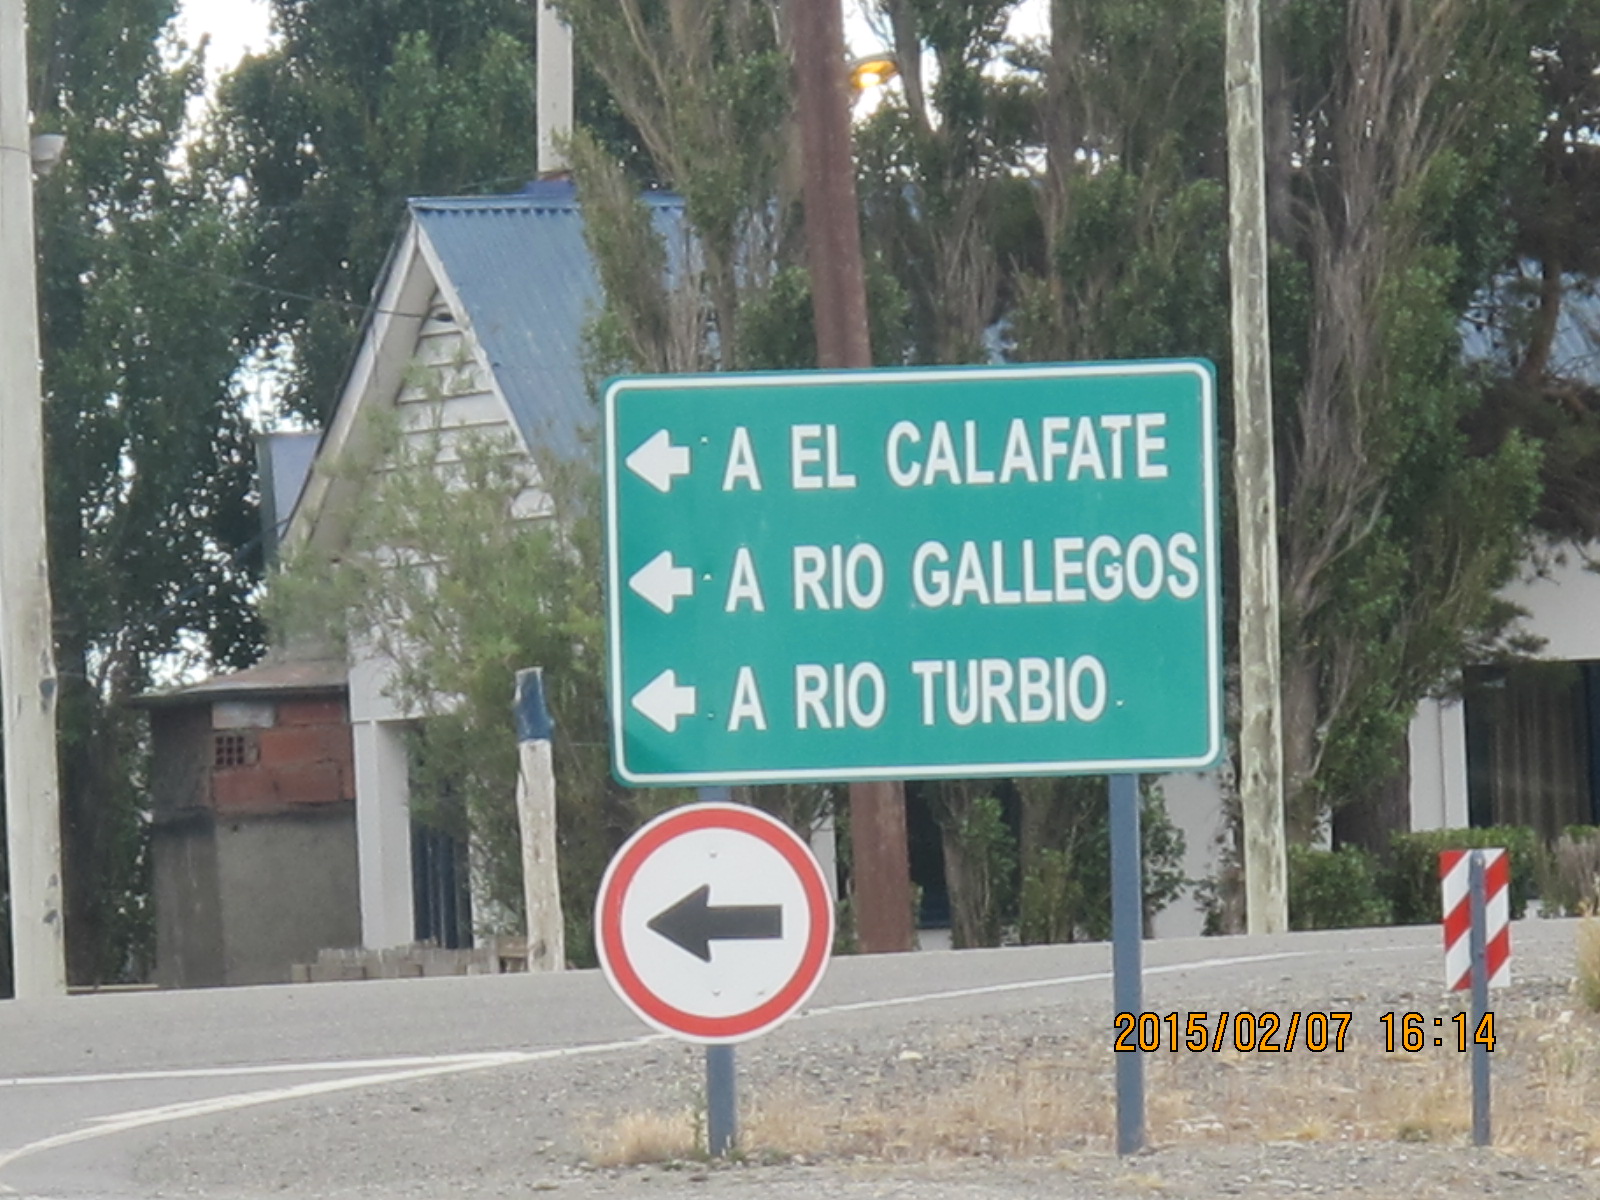 A EL CALAFATE
A RIO GALLEGOS
A RIO TURBIO
2015/02/07 16:14